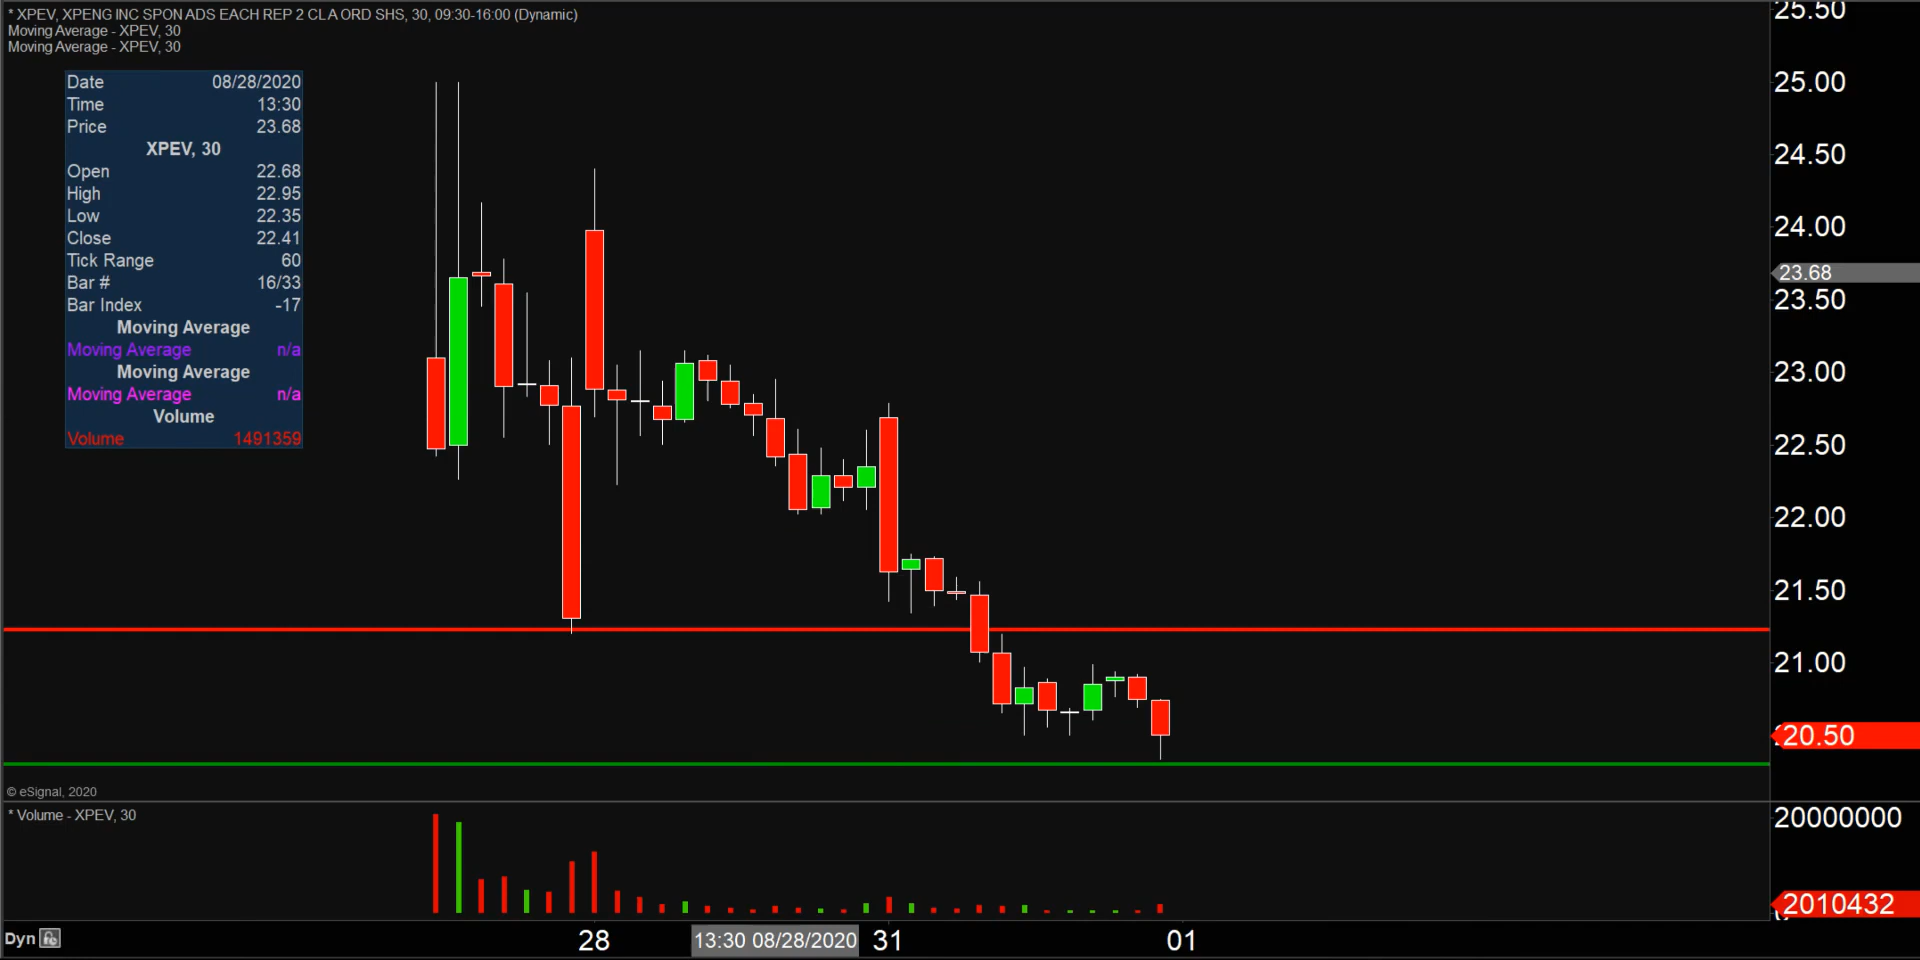 * XPEV, XPENG INC SPON ADS EACH REP 2 CL A ORD SHS, 30, 09:30-16:00 (Dynamic)
Moving Average - XPEV, 30
Moving Average - XPEV, 30
Date 08/28/2020
Time 13:30
Price 23.68
XPEV, 30
Open 22.68
High 22.95
Low 22.35
Close 22.41
Tick Range 60
Bar # 16/33
Bar Index -17
Moving Average
Moving Average n/a
Moving Average
Moving Average n/a
Volume
Volume 1491359
25.50
25.00
24.50
24.00
23.68
23.50
23.00
22.50
22.00
21.50
21.00
20.50
© eSignal, 2020
* Volume - XPEV, 30
20000000
2010432
Dyn
28
13:30 08/28/2020
31
01